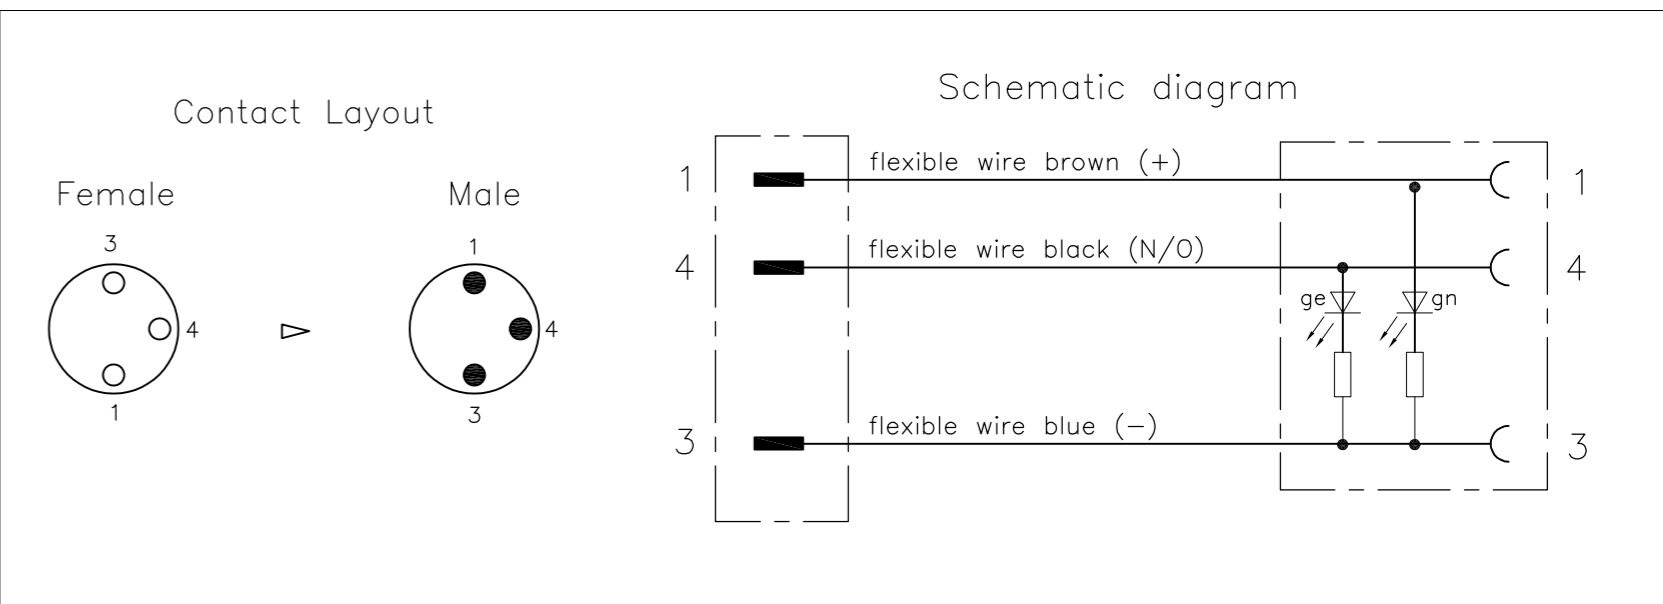 Contact Layout
Female
Male
3
4
1
1
4
3
Schematic diagram
1
flexible wire brown (+)
1
4
flexible wire black (N/O)
4
ge
gn
3
flexible wire blue (−)
3